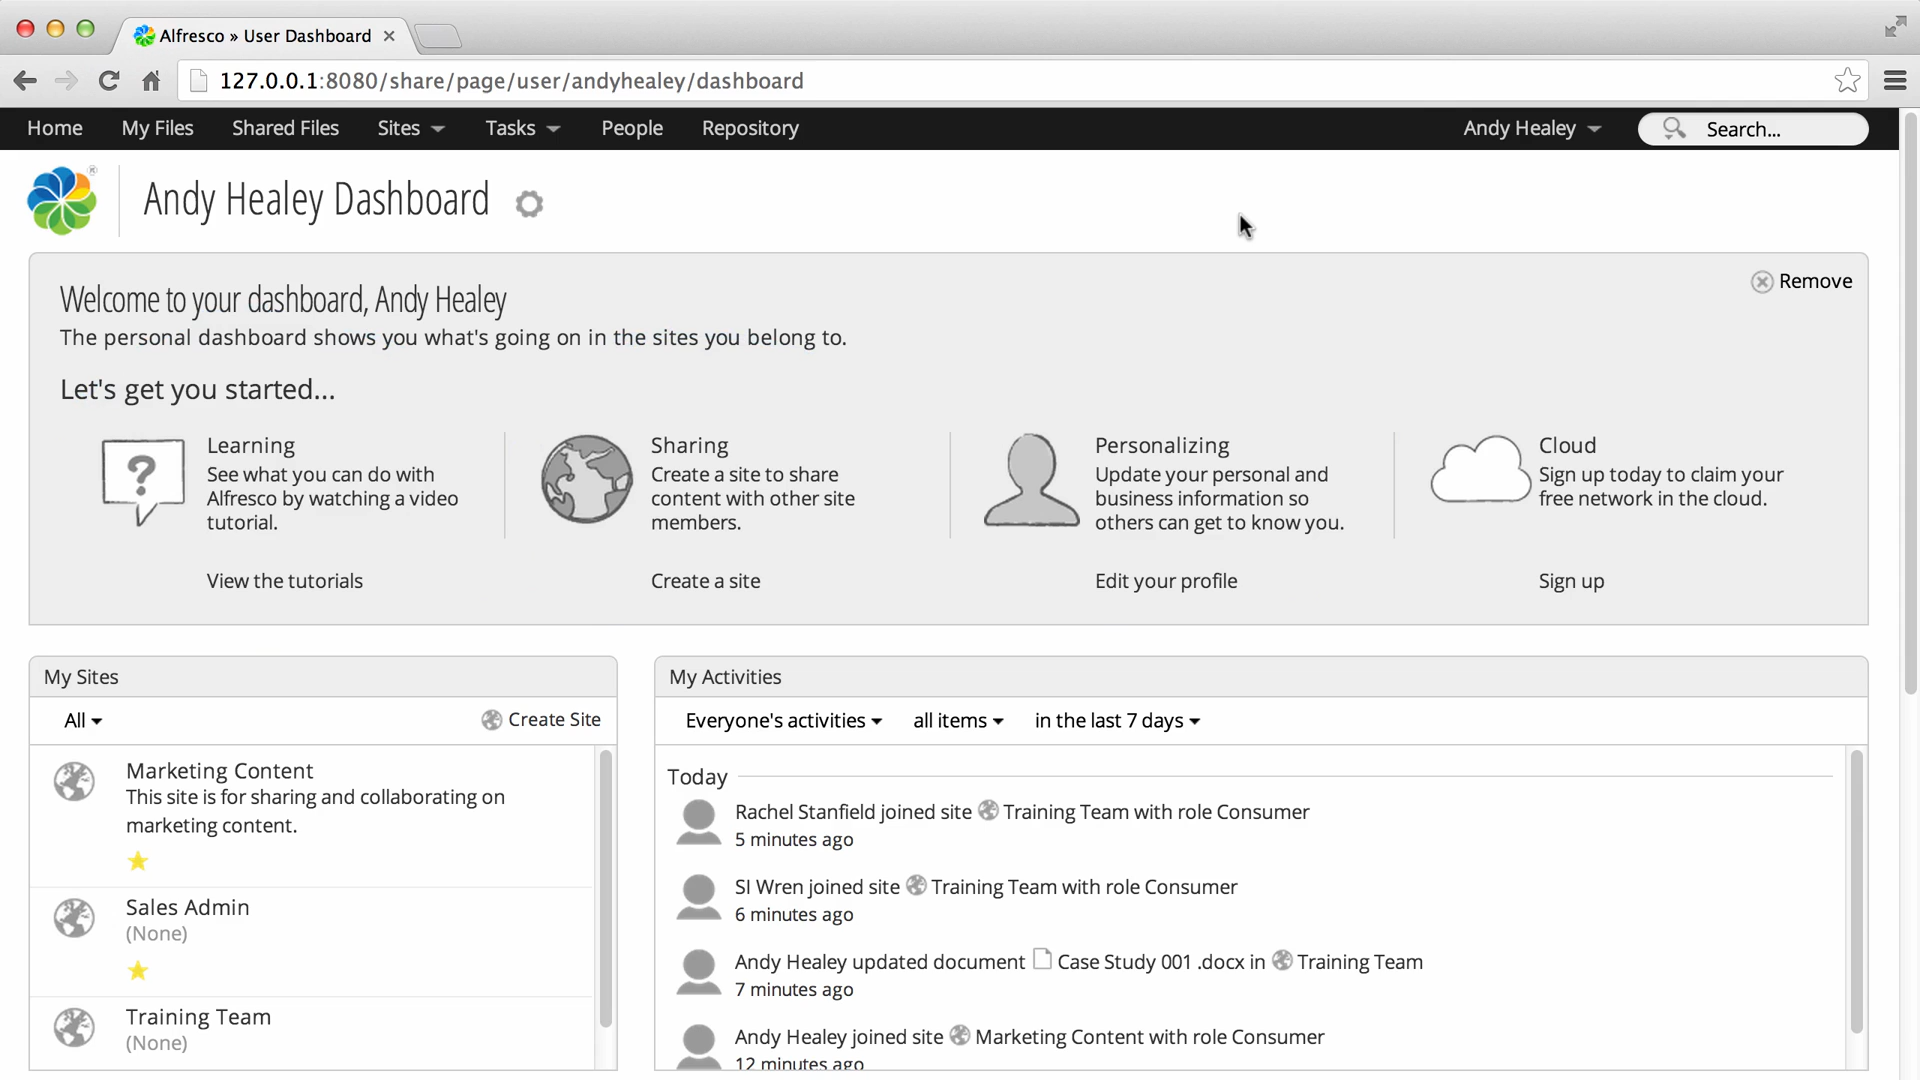 Alfresco » User Dashboard
127.0.0.1:8080/share/page/user/andyhealey/dashboard
Home My Files Shared Files Sites Tasks People Repository Andy Healey Search...
Andy Healey Dashboard
Welcome to your dashboard, Andy Healey
Remove
The personal dashboard shows you what's going on in the sites you belong to.
Let's get you started...
Learning
See what you can do with
Alfresco by watching a video
tutorial.
View the tutorials
Sharing
Create a site to share
content with other site
members.
Create a site
Personalizing
Update your personal and
business information so
others can get to know you.
Edit your profile
Cloud
Sign up today to claim your
free network in the cloud.
Sign up
My Sites
All Create Site
Marketing Content
This site is for sharing and collaborating on
marketing content.
Sales Admin
(None)
Training Team
(None)
My Activities
Everyone's activities all items in the last 7 days
Today
Rachel Stanfield joined site Training Team with role Consumer
5 minutes ago
SI Wren joined site Training Team with role Consumer
6 minutes ago
Andy Healey updated document Case Study 001 .docx in Training Team
7 minutes ago
Andy Healey joined site Marketing Content with role Consumer
12 minutes ago